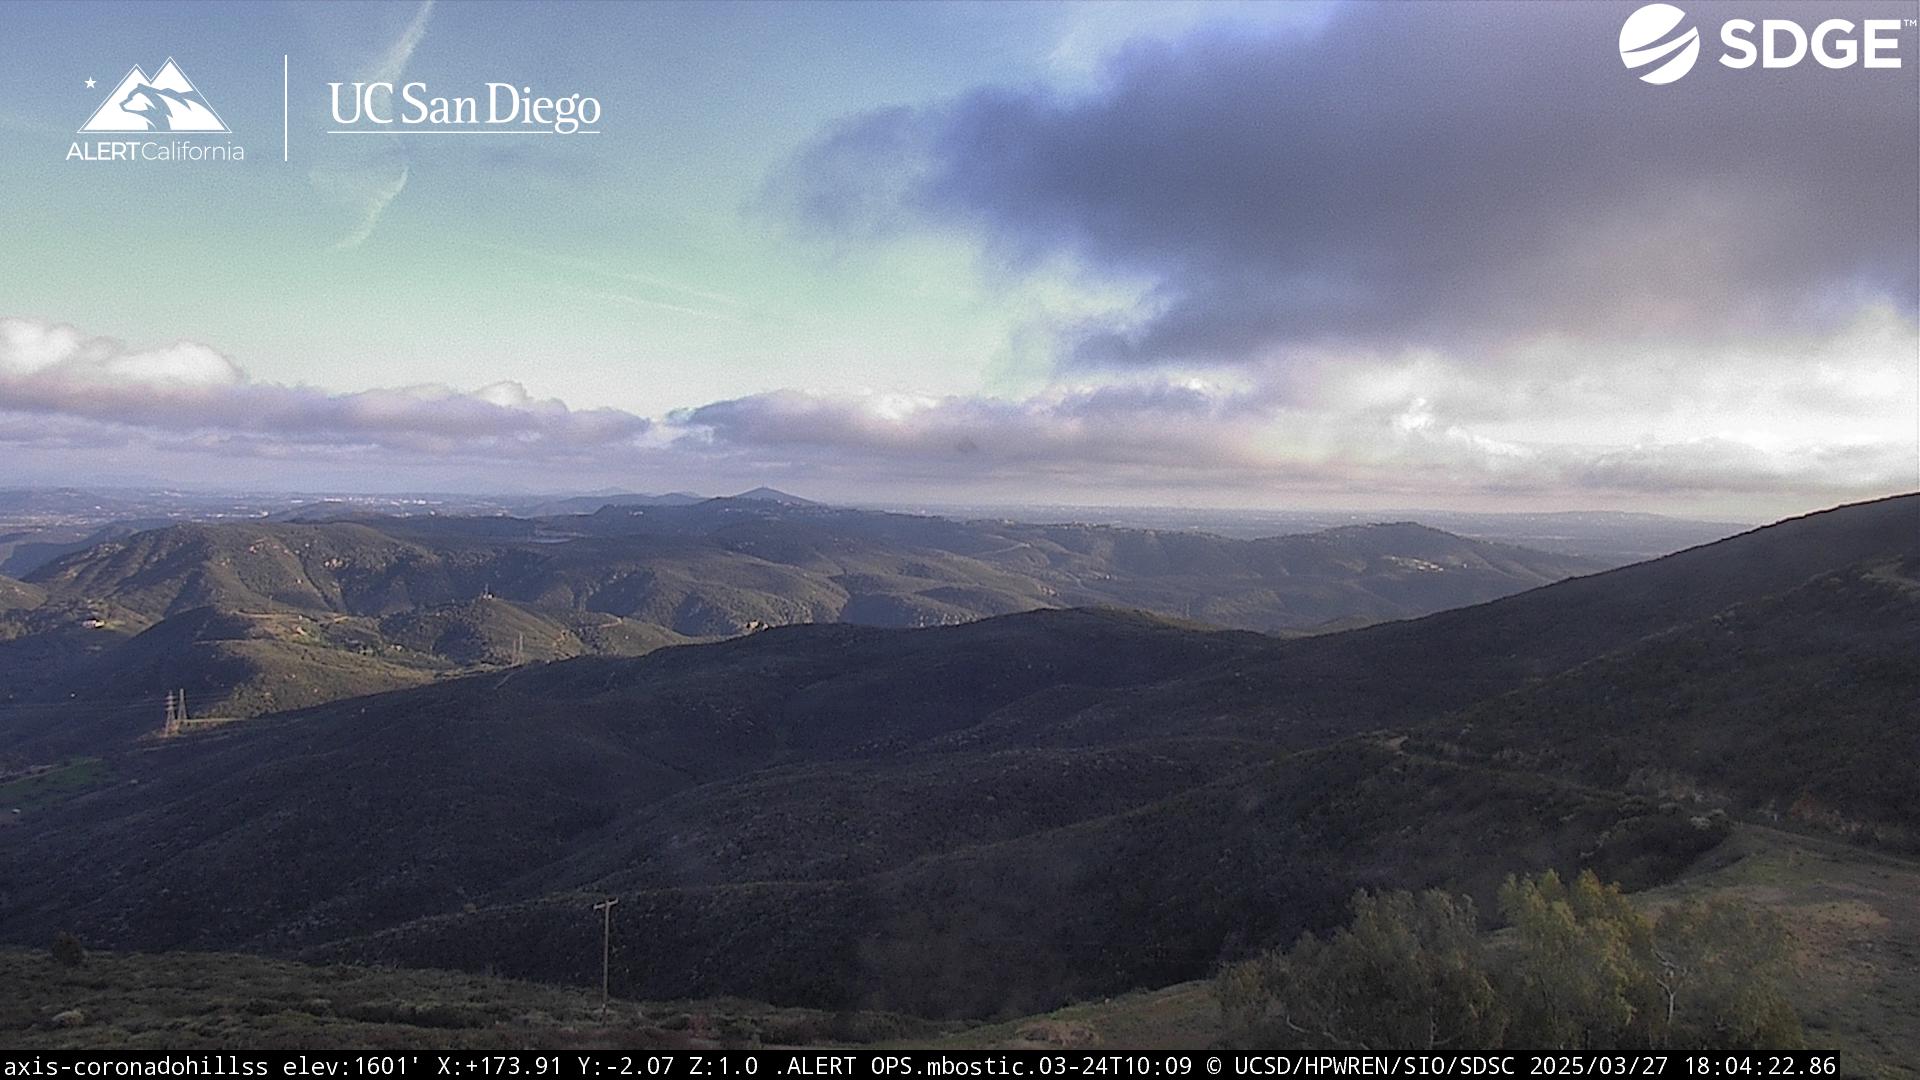 ALERTCalifornia
UC San Diego
SDGE™
axis-coronadohillss elev:1601' X:+173.91 Y:-2.07 Z:1.0 .ALERT OPS.mbostic.03-24T10:09 © UCSD/HPWREN/SIO/SDSC 2025/03/27 18:04:22.86